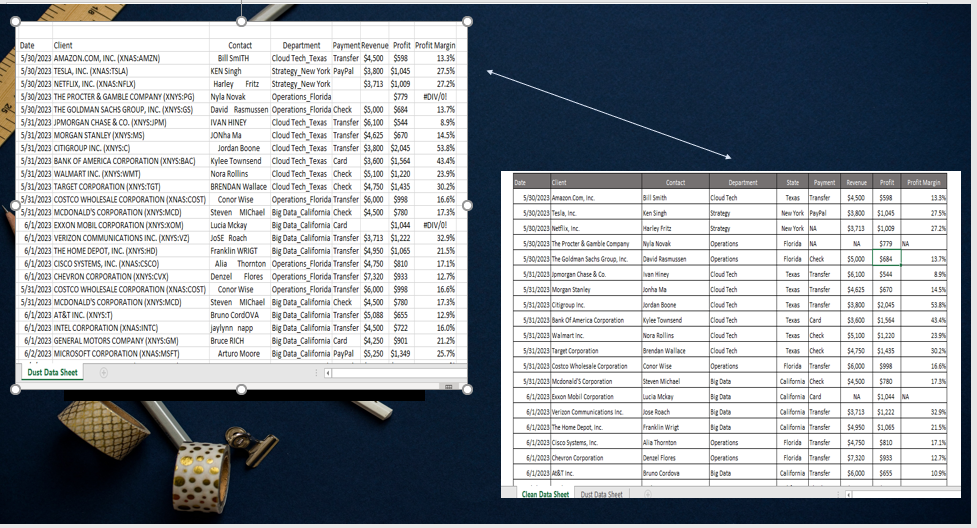 Date Client Contact Department Payment Revenue Profit Profit Margin
5/30/2023 AMAZON.COM, INC. (XNAS:AMZN) Bill SmITH Cloud Tech_Texas Transfer $4,500 $598 13.3%
5/30/2023 TESLA, INC. (XNAS:TSLA) KEN Singh Strategy_New York PayPal $3,800 $1,045 27.5%
5/30/2023 NETFLIX, INC. (XNAS:NFLX) Harley Fritz Strategy_New York $3,713 $1,009 27.2%
5/30/2023 THE PROCTER & GAMBLE COMPANY (XNYS:PG) Nyla Novak Operations_Florida $779 #DIV/0!
5/30/2023 THE GOLDMAN SACHS GROUP, INC. (XNYS:GS) David Rasmussen Operations_Florida Check $5,000 $684 13.7%
5/31/2023 JPMORGAN CHASE & CO. (XNYS:JPM) IVAN HINEY Cloud Tech_Texas Transfer $6,100 $544 8.9%
5/31/2023 MORGAN STANLEY (XNYS:MS) JONha Ma Cloud Tech_Texas Transfer $4,625 $670 14.5%
5/31/2023 CITIGROUP INC. (XNYS:C) Jordan Boone Cloud Tech_Texas Transfer $3,800 $2,045 53.8%
5/31/2023 BANK OF AMERICA CORPORATION (XNYS:BAC) Kylee Townsend Cloud Tech_Texas Card $3,600 $1,564 43.4%
5/31/2023 WALMART INC. (XNYS:WMT) Nora Rollins Cloud Tech_Texas Check $5,100 $1,220 23.9%
5/31/2023 TARGET CORPORATION (XNYS:TGT) BRENDAN Wallace Cloud Tech_Texas Check $4,750 $1,435 30.2%
5/31/2023 COSTCO WHOLESALE CORPORATION (XNAS:COST) Conor Wise Operations_Florida Transfer $6,000 $998 16.6%
5/31/2023 MCDONALD'S CORPORATION (XNYS:MCD) Steven MIChael Big Data_California Check $4,500 $780 17.3%
6/1/2023 EXXON MOBIL CORPORATION (XNYS:XOM) Lucia Mckay Big Data_California Card $1,044 #DIV/0!
6/1/2023 VERIZON COMMUNICATIONS INC. (XNYS:VZ) JoSE Roach Big Data_California Transfer $3,713 $1,222 32.9%
6/1/2023 THE HOME DEPOT, INC. (XNYS:HD) Franklin WRIGT Big Data_California Transfer $4,950 $1,065 21.5%
6/1/2023 CISCO SYSTEMS, INC. (XNAS:CSCO) Alia Thornton Operations_Florida Transfer $4,750 $810 17.1%
6/1/2023 CHEVRON CORPORATION (XNYS:CVX) Denzel Flores Operations_Florida Transfer $7,320 $933 12.7%
5/31/2023 COSTCO WHOLESALE CORPORATION (XNAS:COST) Conor Wise Operations_Florida Transfer $6,000 $998 16.6%
5/31/2023 MCDONALD'S CORPORATION (XNYS:MCD) Steven MIChael Big Data_California Check $4,500 $780 17.3%
6/1/2023 AT&T INC. (XNYS:T) Bruno CordOVA Big Data_California Transfer $5,088 $655 12.9%
6/1/2023 INTEL CORPORATION (XNAS:INTC) jaylynn napp Big Data_California Transfer $4,500 $722 16.0%
6/1/2023 GENERAL MOTORS COMPANY (XNYS:GM) Bruce RICH Big Data_California Card $4,250 $901 21.2%
6/2/2023 MICROSOFT CORPORATION (XNAS:MSFT) Arturo Moore Big Data_California PayPal $5,250 $1,349 25.7%
Dust Data Sheet
Date Client Contact Department State Payment Revenue Profit Profit Margin
5/30/2023 Amazon.Com, Inc. Bill Smith Cloud Tech Texas Transfer $4,500 $598 13.3%
5/30/2023 Tesla, Inc. Ken Singh Strategy New York PayPal $3,800 $1,045 27.5%
5/30/2023 Netflix, Inc. Harley Fritz Strategy New York NA $3,713 $1,009 27.2%
5/30/2023 The Procter & Gamble Company Nyla Novak Operations Florida NA NA $779 NA
5/30/2023 The Goldman Sachs Group, Inc. David Rasmussen Operations Florida Check $5,000 $684 13.7%
5/31/2023 Jpmorgan Chase & Co. Ivan Hiney Cloud Tech Texas Transfer $6,100 $544 8.9%
5/31/2023 Morgan Stanley Jonha Ma Cloud Tech Texas Transfer $4,625 $670 14.5%
5/31/2023 Citigroup Inc. Jordan Boone Cloud Tech Texas Transfer $3,800 $2,045 53.8%
5/31/2023 Bank Of America Corporation Kylee Townsend Cloud Tech Texas Card $3,600 $1,564 43.4%
5/31/2023 Walmart Inc. Nora Rollins Cloud Tech Texas Check $5,100 $1,220 23.9%
5/31/2023 Target Corporation Brendan Wallace Cloud Tech Texas Check $4,750 $1,435 30.2%
5/31/2023 Costco Wholesale Corporation Conor Wise Operations Florida Transfer $6,000 $998 16.6%
5/31/2023 Mcdonald'S Corporation Steven Michael Big Data California Check $4,500 $780 17.3%
6/1/2023 Exxon Mobil Corporation Lucia Mckay Big Data California Card NA $1,044 NA
6/1/2023 Verizon Communications Inc. Jose Roach Big Data California Transfer $3,713 $1,222 32.9%
6/1/2023 The Home Depot, Inc. Franklin Wrigt Big Data California Transfer $4,950 $1,065 21.5%
6/1/2023 Cisco Systems, Inc. Alia Thornton Operations Florida Transfer $4,750 $810 17.1%
6/1/2023 Chevron Corporation Denzel Flores Operations Florida Transfer $7,320 $933 12.7%
6/1/2023 At&T Inc. Bruno Cordova Big Data California Transfer $6,000 $655 10.9%
Clean Data Sheet Dust Data Sheet